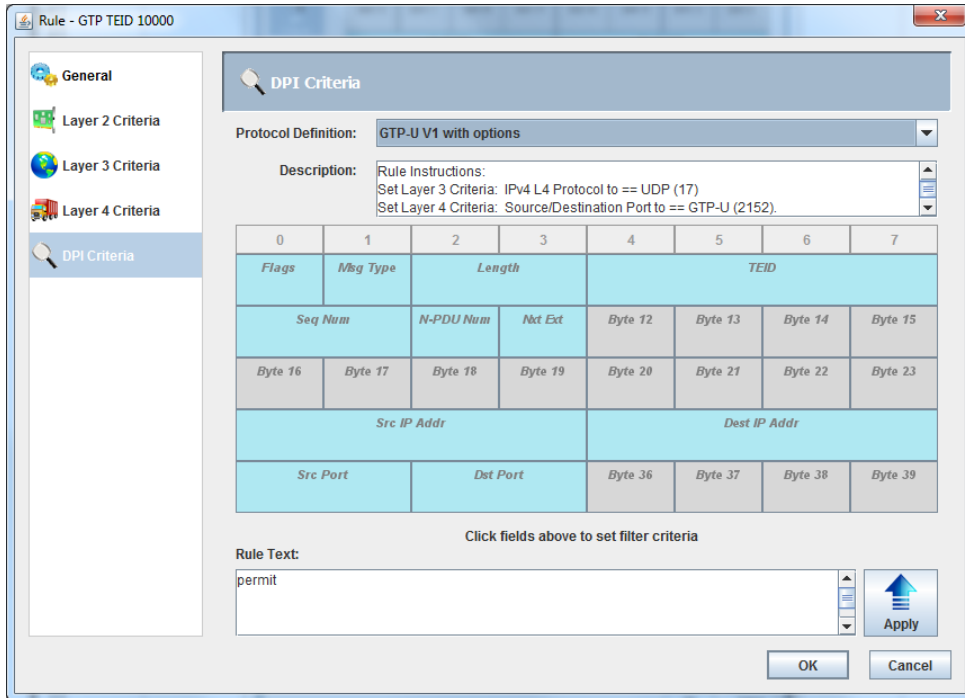 Rule - GTP TEID 10000
General
Layer 2 Criteria
Layer 3 Criteria
Layer 4 Criteria
DPI Criteria
DPI Criteria
Protocol Definition: GTP-U V1 with options
Description: Rule Instructions:
Set Layer 3 Criteria: IPv4 L4 Protocol to == UDP (17)
Set Layer 4 Criteria: Source/Destination Port to == GTP-U (2152).
0 1 2 3 4 5 6 7
Flags Msg Type Length TEID
Seq Num N-PDU Num Nxt Ext Byte 12 Byte 13 Byte 14 Byte 15
Byte 16 Byte 17 Byte 18 Byte 19 Byte 20 Byte 21 Byte 22 Byte 23
Src IP Addr Dest IP Addr
Src Port Dst Port Byte 36 Byte 37 Byte 38 Byte 39
Click fields above to set filter criteria
Rule Text:
permit
Apply
OK Cancel